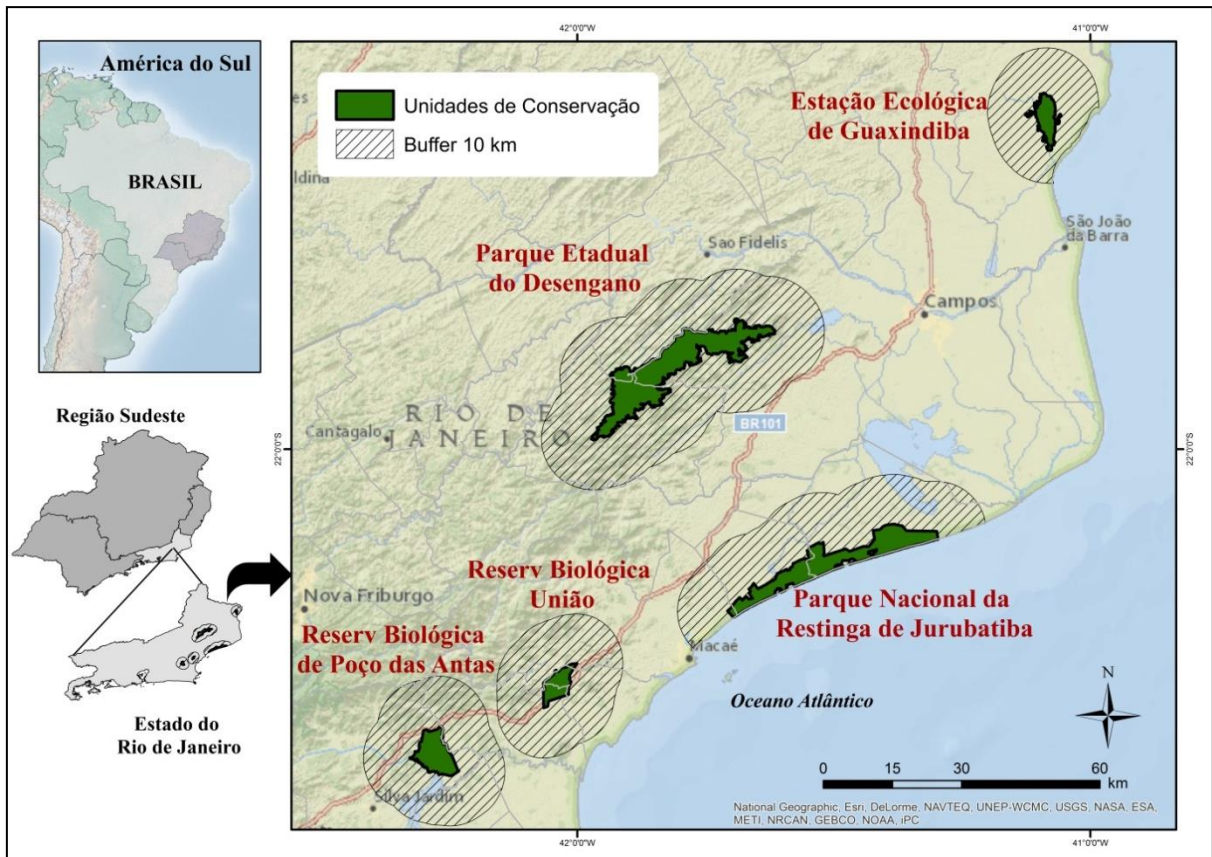 América do Sul
BRASIL
Região Sudeste
Estado do
Rio de Janeiro
42°0'0"W
41°0'0"W
Unidades de Conservação
Buffer 10 km
Estação Ecológica
de Guaxindiba
São João
da Barra
Sao Fidelis
Parque Etadual
do Desengano
Campos
RIO DE
JANEIRO
Cantagalo
BR101
22°0'0"S
22°0'0"S
Nova Friburgo
Reserv Biológica
União
Reserv Biológica
de Poço das Antas
Parque Nacional da
Restinga de Jurubatiba
Macaé
Oceano Atlântico
N
Silva Jardim
0 15 30 60
km
National Geographic, Esri, DeLorme, NAVTEQ, UNEP-WCMC, USGS, NASA, ESA,
METI, NRCAN, GEBCO, NOAA, iPC
42°0'0"W
41°0'0"W